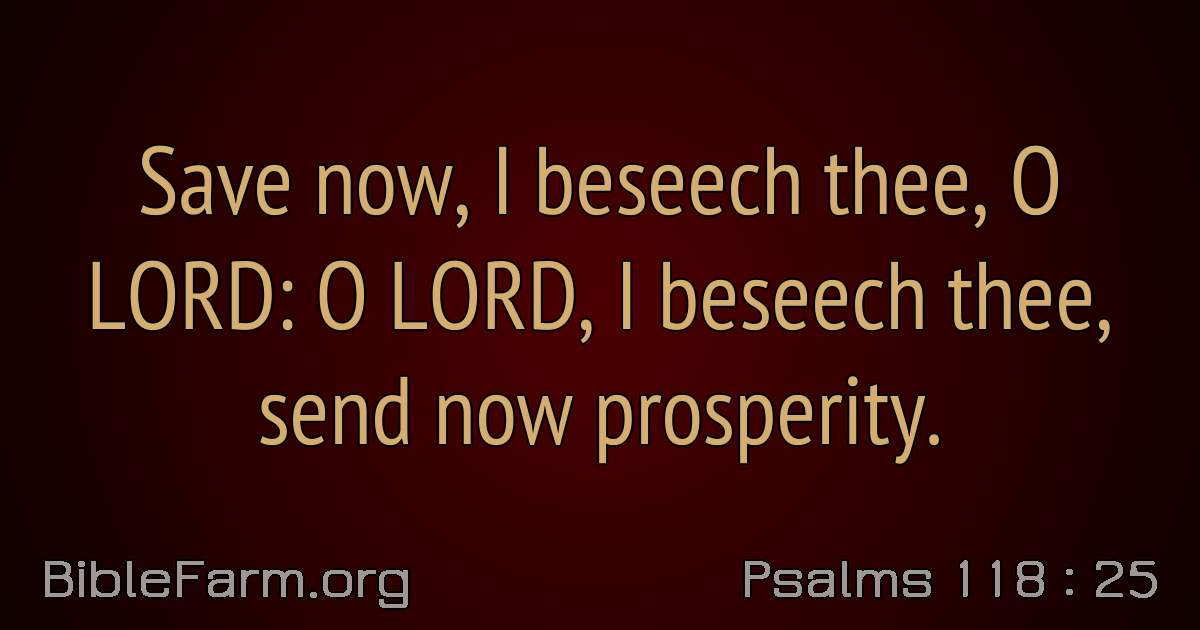 Save now, I beseech thee, O
LORD: O LORD, I beseech thee,
send now prosperity.
BibleFarm.org
Psalms 118 : 25